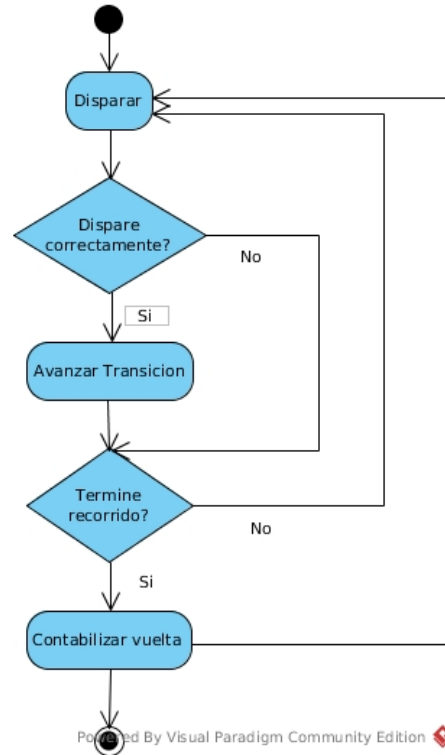 Disparar
Dispare
correctamente?
No
Si
Avanzar Transicion
Termine
recorrido?
No
Si
Contabilizar vuelta
Powered By Visual Paradigm Community Edition